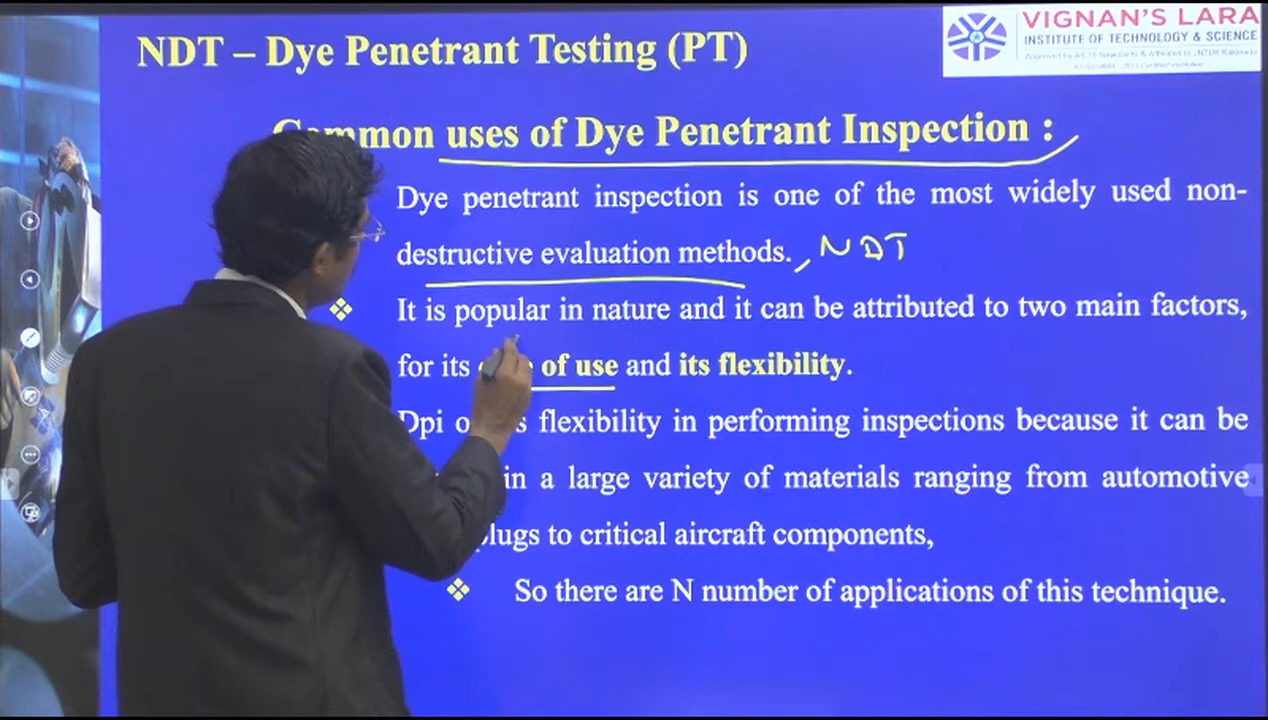 NDT – Dye Penetrant Testing (PT)
VIGNAN'S LARA
INSTITUTE OF TECHNOLOGY & SCIENCE
Common uses of Dye Penetrant Inspection :
Dye penetrant inspection is one of the most widely used non-
destructive evaluation methods. , NDT
It is popular in nature and it can be attributed to two main factors,
for its of use and its flexibility.
Dpi flexibility in performing inspections because it can be
in a large variety of materials ranging from automotive
plugs to critical aircraft components,
So there are N number of applications of this technique.